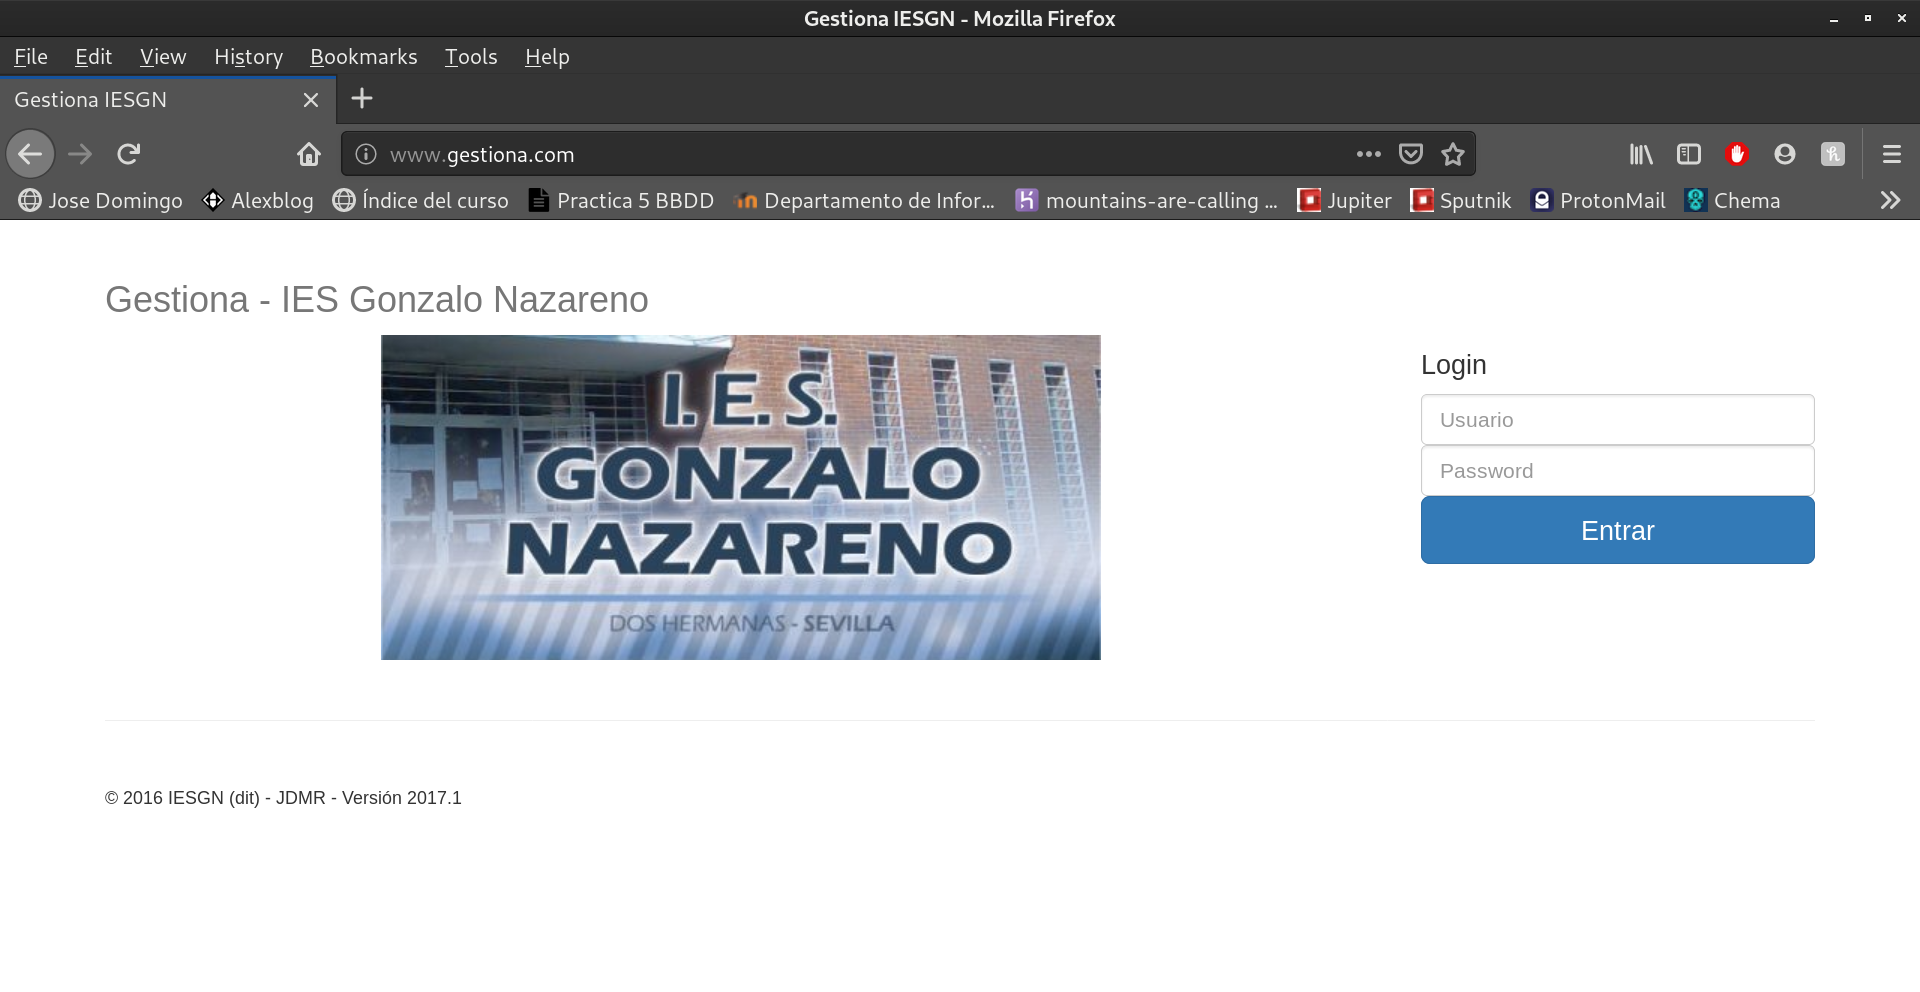 Gestiona IESGN - Mozilla Firefox
File Edit View History Bookmarks Tools Help
Gestiona IESGN
www.gestiona.com
Jose Domingo Alexblog Índice del curso Practica 5 BBDD Departamento de Infor... mountains-are-calling ... Jupiter Sputnik ProtonMail Chema
Gestiona - IES Gonzalo Nazareno
I.E.S.
GONZALO
NAZARENO
DOS HERMANAS - SEVILLA
Login
Usuario
Password
Entrar
© 2016 IESGN (dit) - JDMR - Versión 2017.1